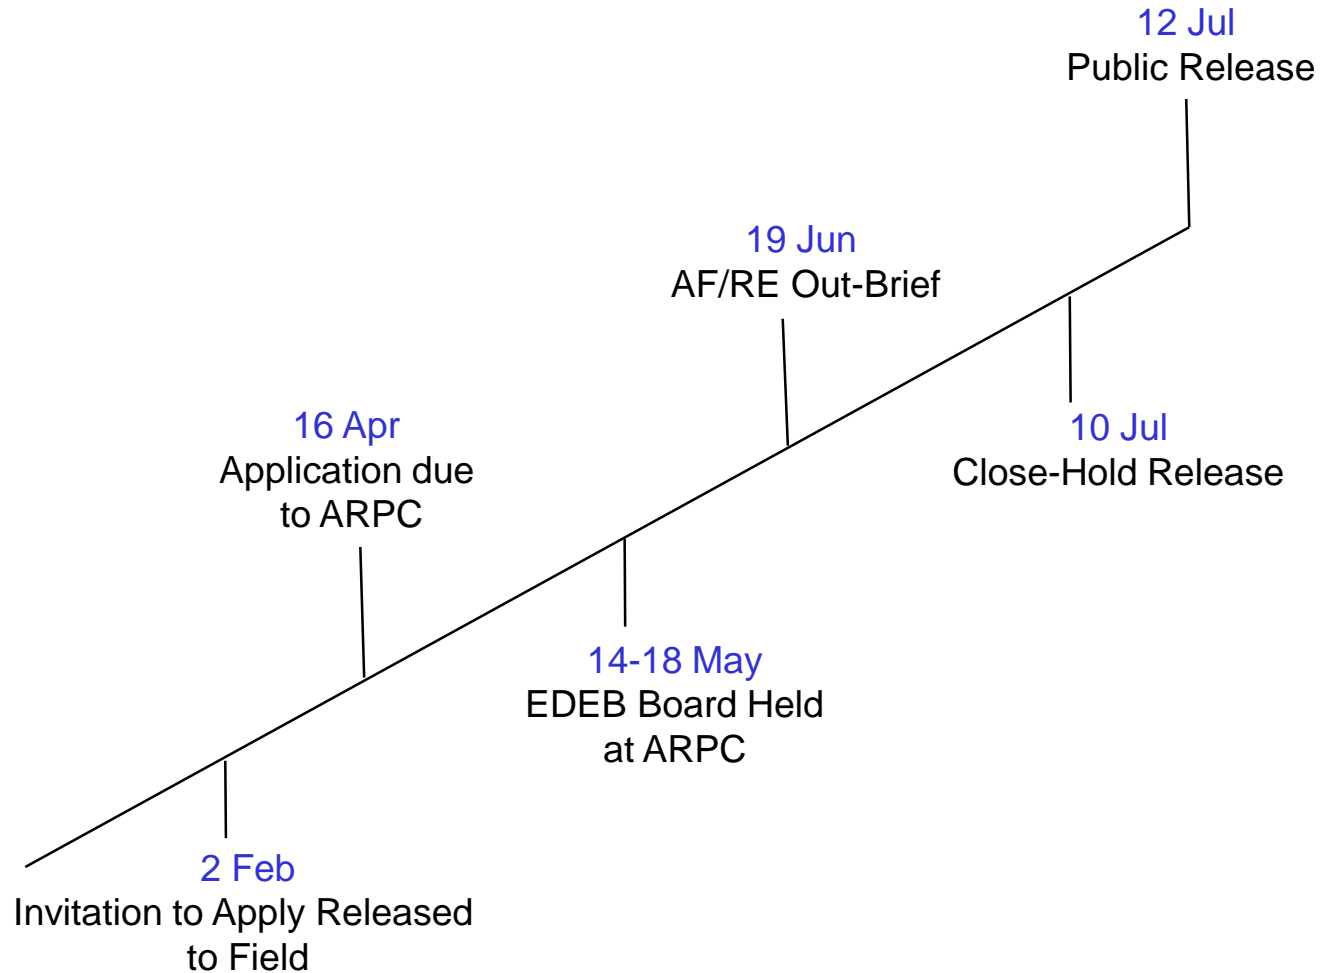 12 Jul
Public Release
19 Jun
AF/RE Out-Brief
16 Apr
Application due
to ARPC
10 Jul
Close-Hold Release
14-18 May
EDEB Board Held
at ARPC
2 Feb
Invitation to Apply Released
to Field